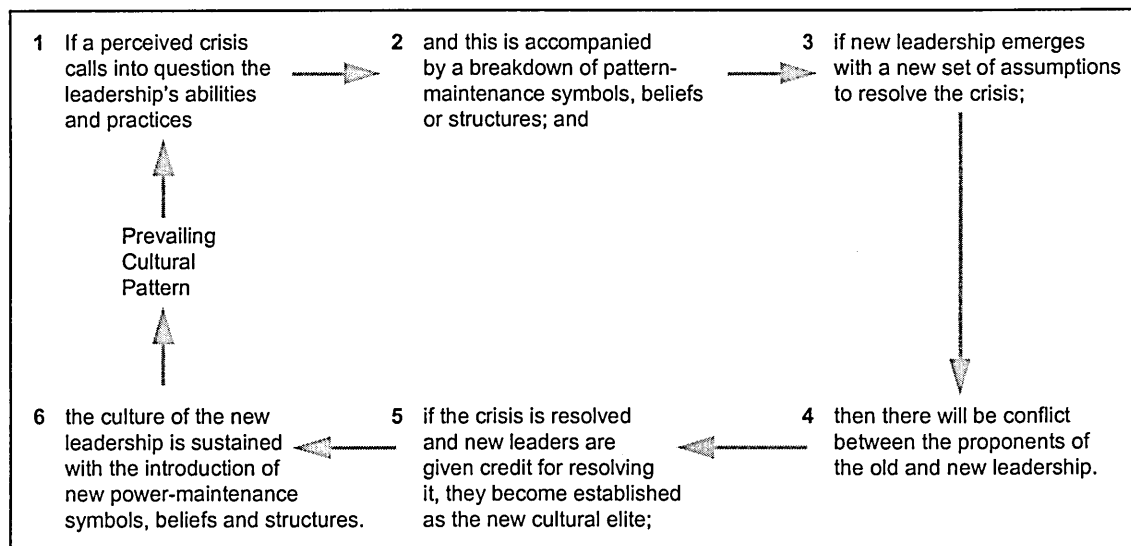 1 If a perceived crisis
calls into question the
leadership's abilities
and practices
2 and this is accompanied
by a breakdown of pattern-
maintenance symbols, beliefs
or structures; and
3 if new leadership emerges
with a new set of assumptions
to resolve the crisis;
Prevailing
Cultural
Pattern
4 then there will be conflict
between the proponents of
the old and new leadership.
5 if the crisis is resolved
and new leaders are
given credit for resolving
it, they become established
as the new cultural elite;
6 the culture of the new
leadership is sustained
with the introduction of
new power-maintenance
symbols, beliefs and structures.